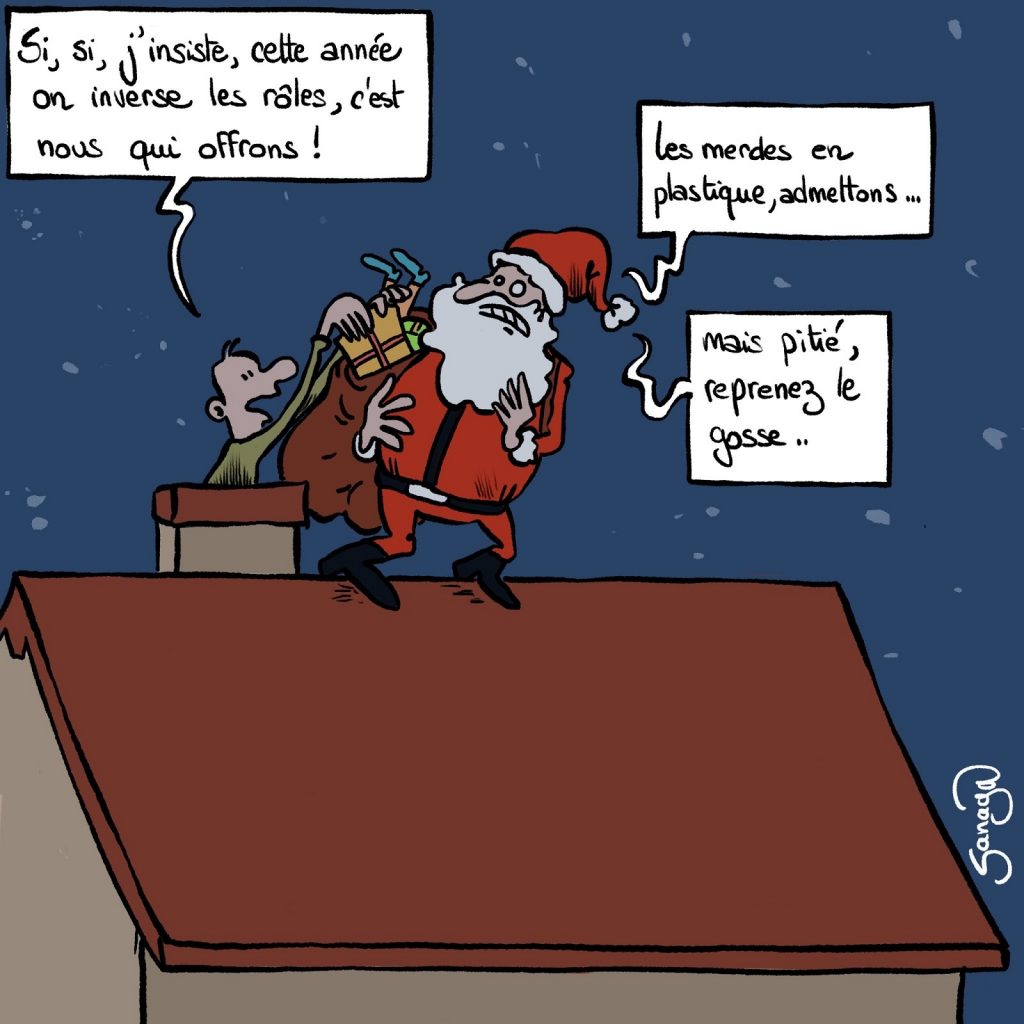 Si, si, j'insiste, cette année
on inverse les rôles, c'est
nous qui offrons !
Les merdes en
plastique, admettons...
mais pitié,
reprenez le
gosse..
Sanaga